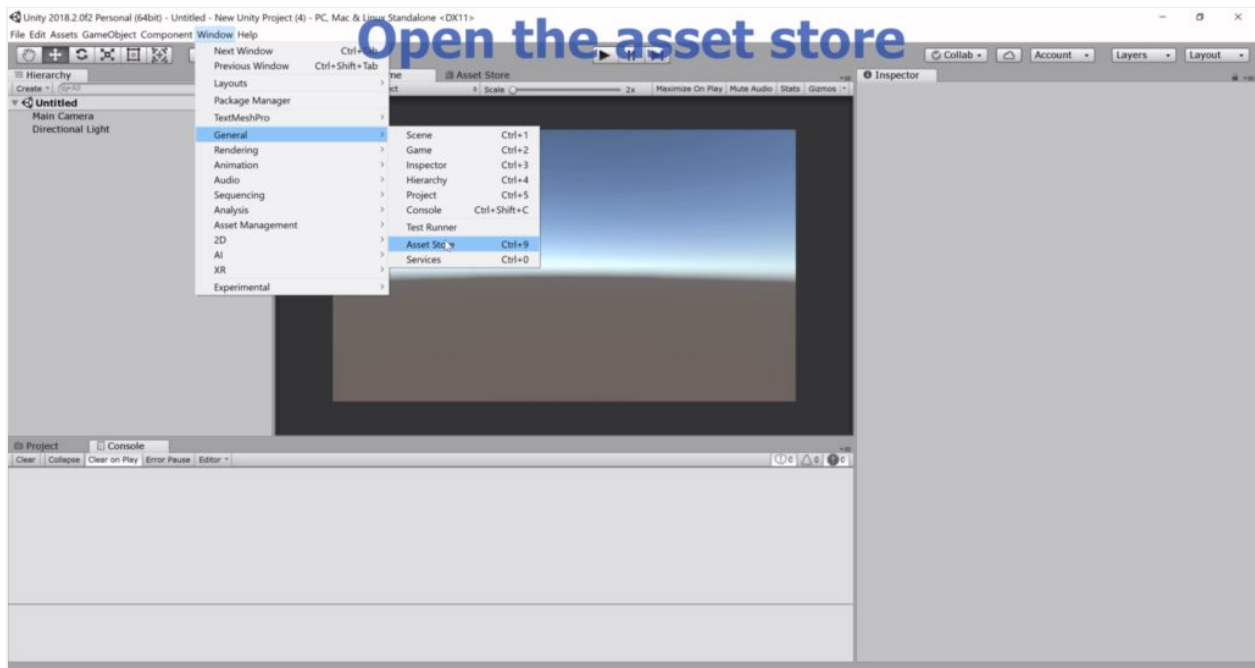 Unity 2018.2.0f2 Personal (64bit) - Untitled - New Unity Project (4) - PC, Mac & Linux Standalone <DX11>
Open the asset store
File Edit Assets GameObject Component Window Help
Collab Account Layers Layout
Next Window
Previous Window Ctrl+Shift+Tab
Layouts
Package Manager
TextMeshPro
General
Rendering
Animation
Audio
Sequencing
Analysis
Asset Management
2D
AI
XR
Experimental
Scene Ctrl+1
Game Ctrl+2
Inspector Ctrl+3
Hierarchy Ctrl+4
Project Ctrl+5
Console Ctrl+Shift+C
Test Runner
Asset Store Ctrl+9
Services Ctrl+0
Hierarchy
Create
Untitled
Main Camera
Directional Light
Asset Store
Scale 2x Maximize On Play Mute Audio Stats Gizmos
Inspector
Project Console
Clear Collapse Clear on Play Error Pause Editor
0 0 0